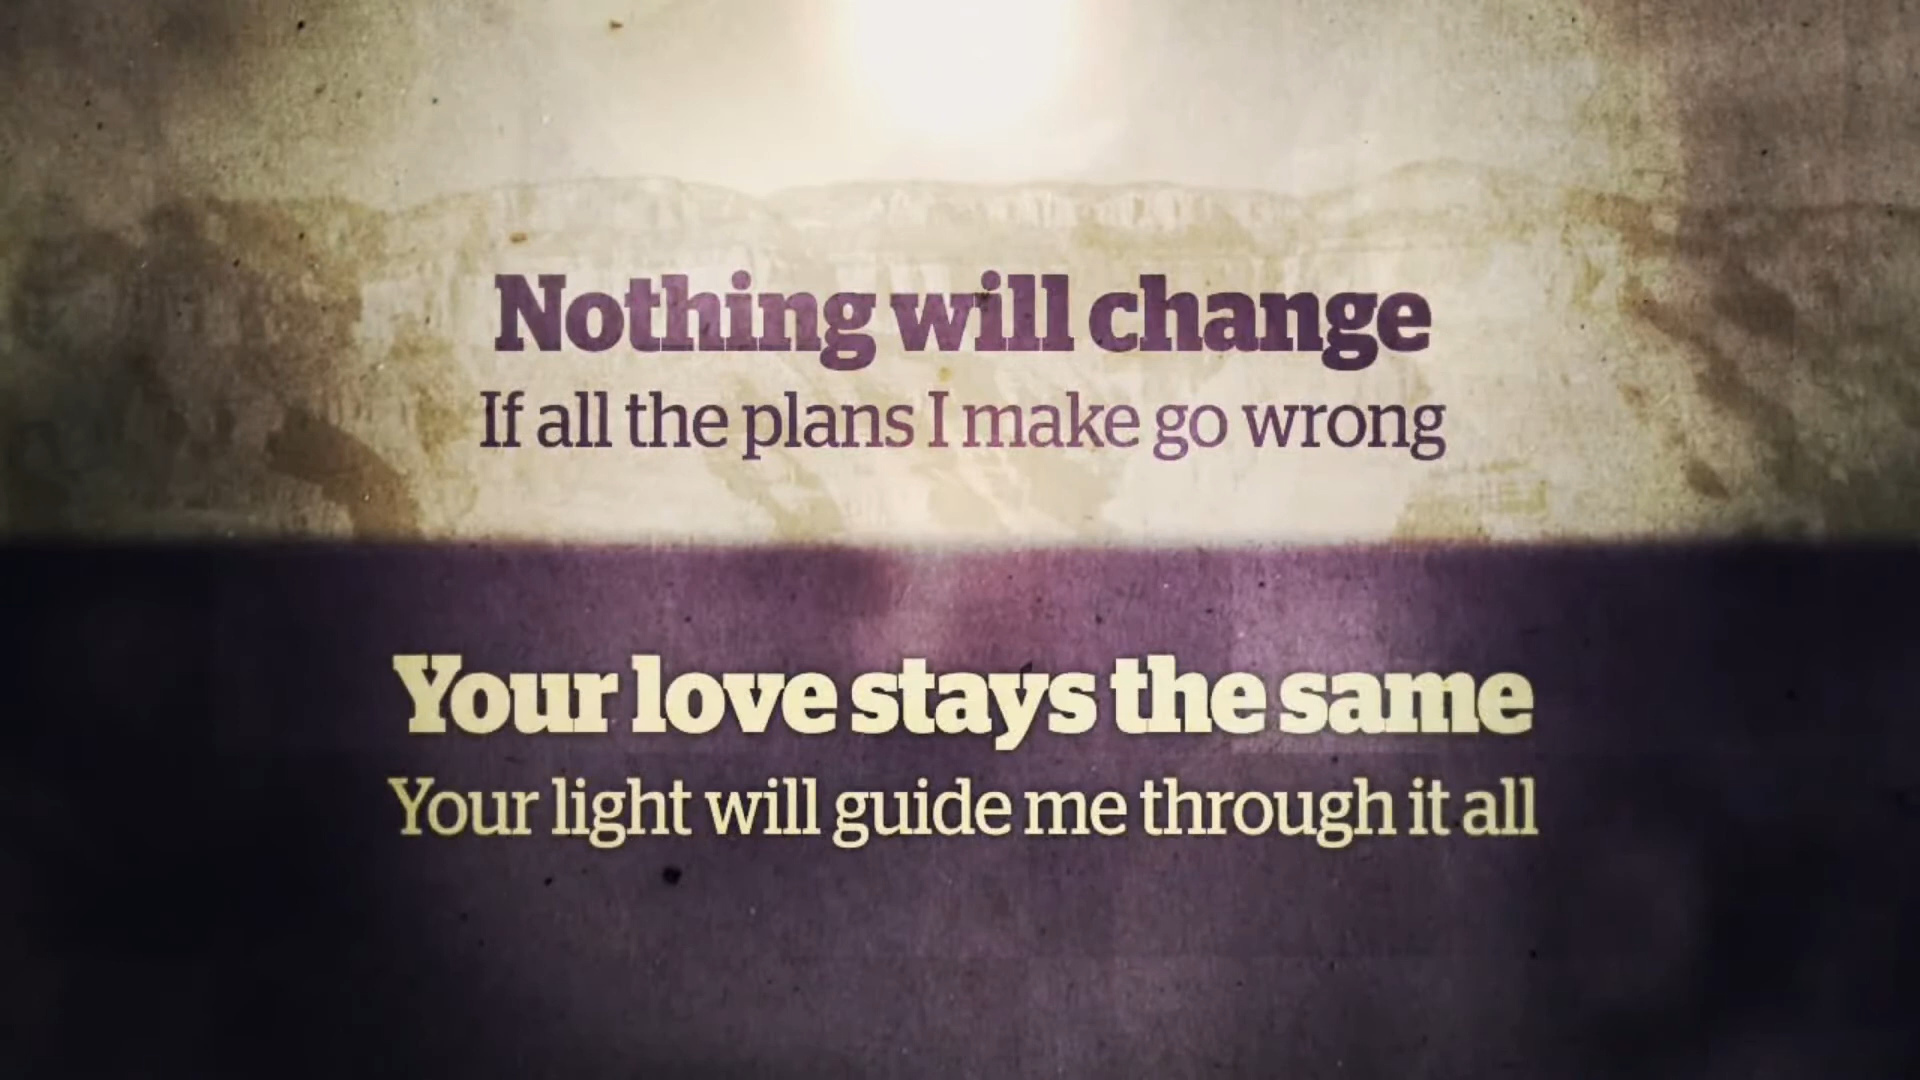 Nothing will change
If all the plans I make go wrong
Your love stays the same
Your light will guide me through it all